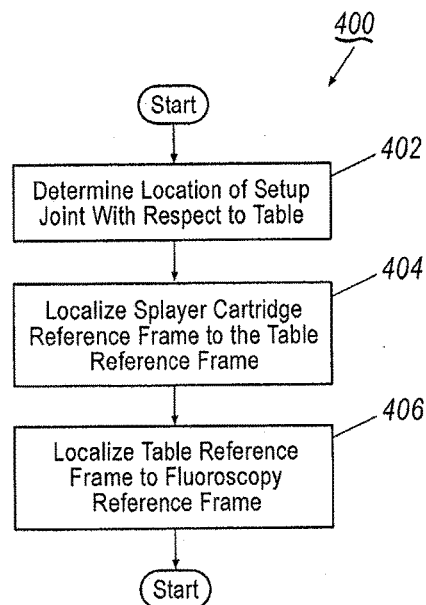 400
Start
402
Determine Location of Setup
Joint With Respect to Table
404
Localize Splayer Cartridge
Reference Frame to the Table
Reference Frame
406
Localize Table Reference
Frame to Fluoroscopy
Reference Frame
Start